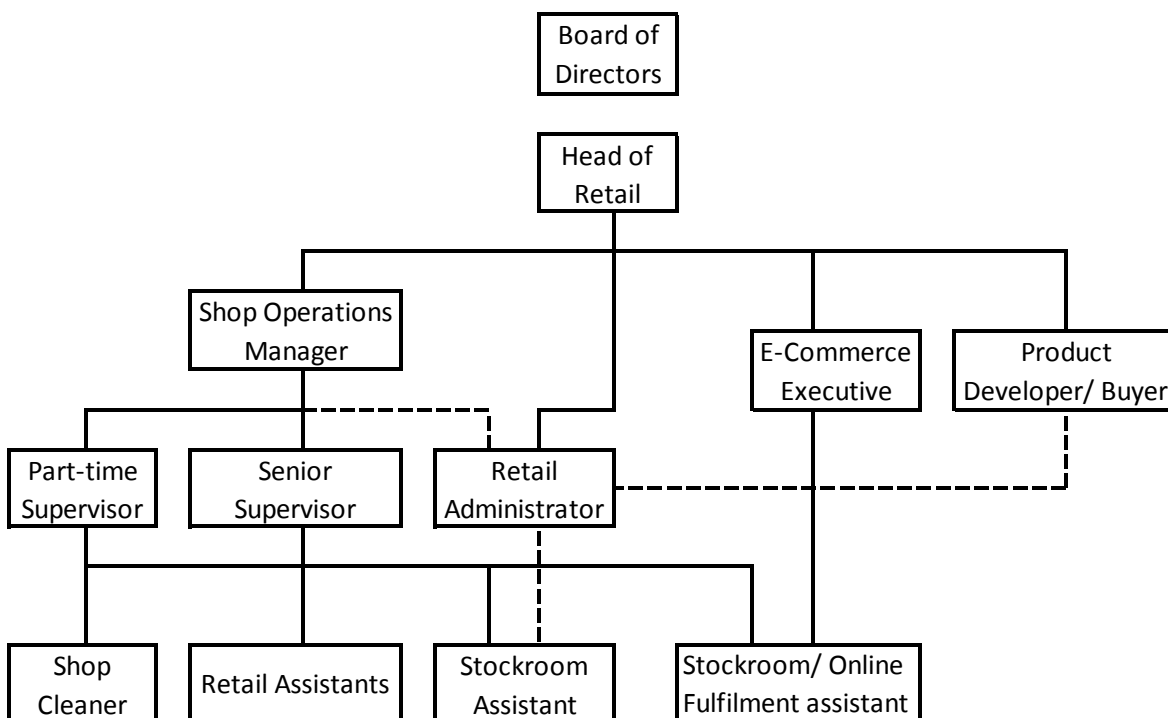 Board of
Directors
Head of
Retail
Shop Operations
Manager
E-Commerce
Executive
Product
Developer/ Buyer
Part-time
Supervisor
Senior
Supervisor
Retail
Administrator
Shop
Cleaner
Retail Assistants
Stockroom
Assistant
Stockroom/ Online
Fulfilment assistant